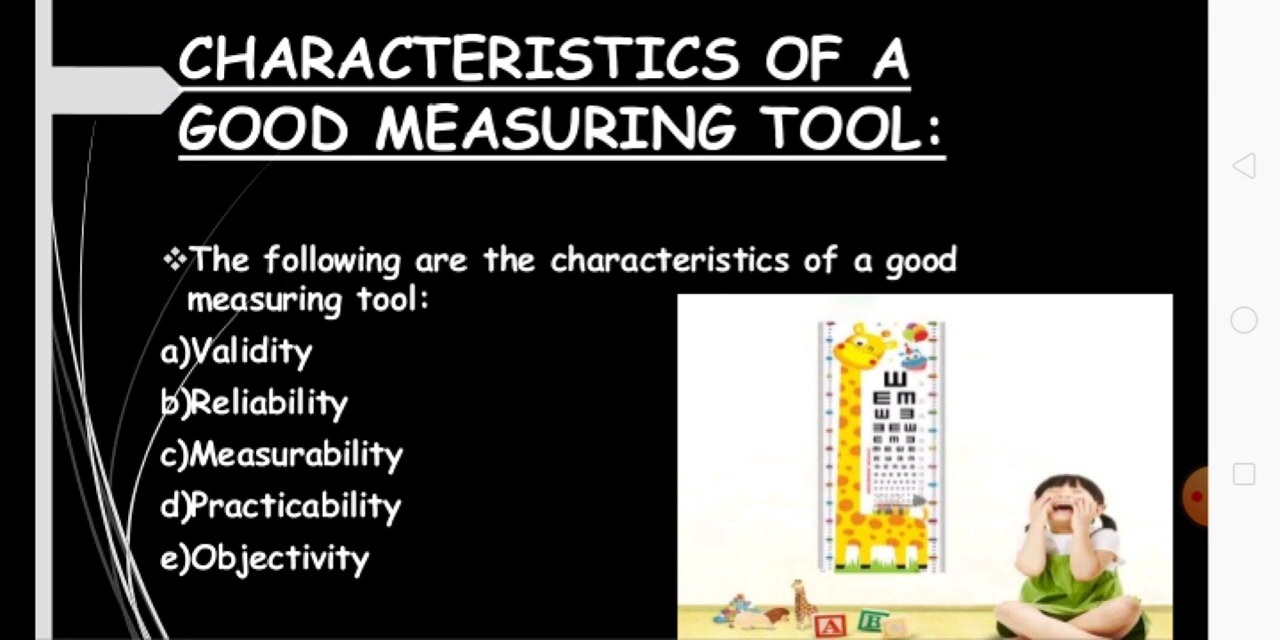 CHARACTERISTICS OF A
GOOD MEASURING TOOL:
❖The following are the characteristics of a good
measuring tool:
a)Validity
b)Reliability
c)Measurability
d)Practicability
e)Objectivity
A
B